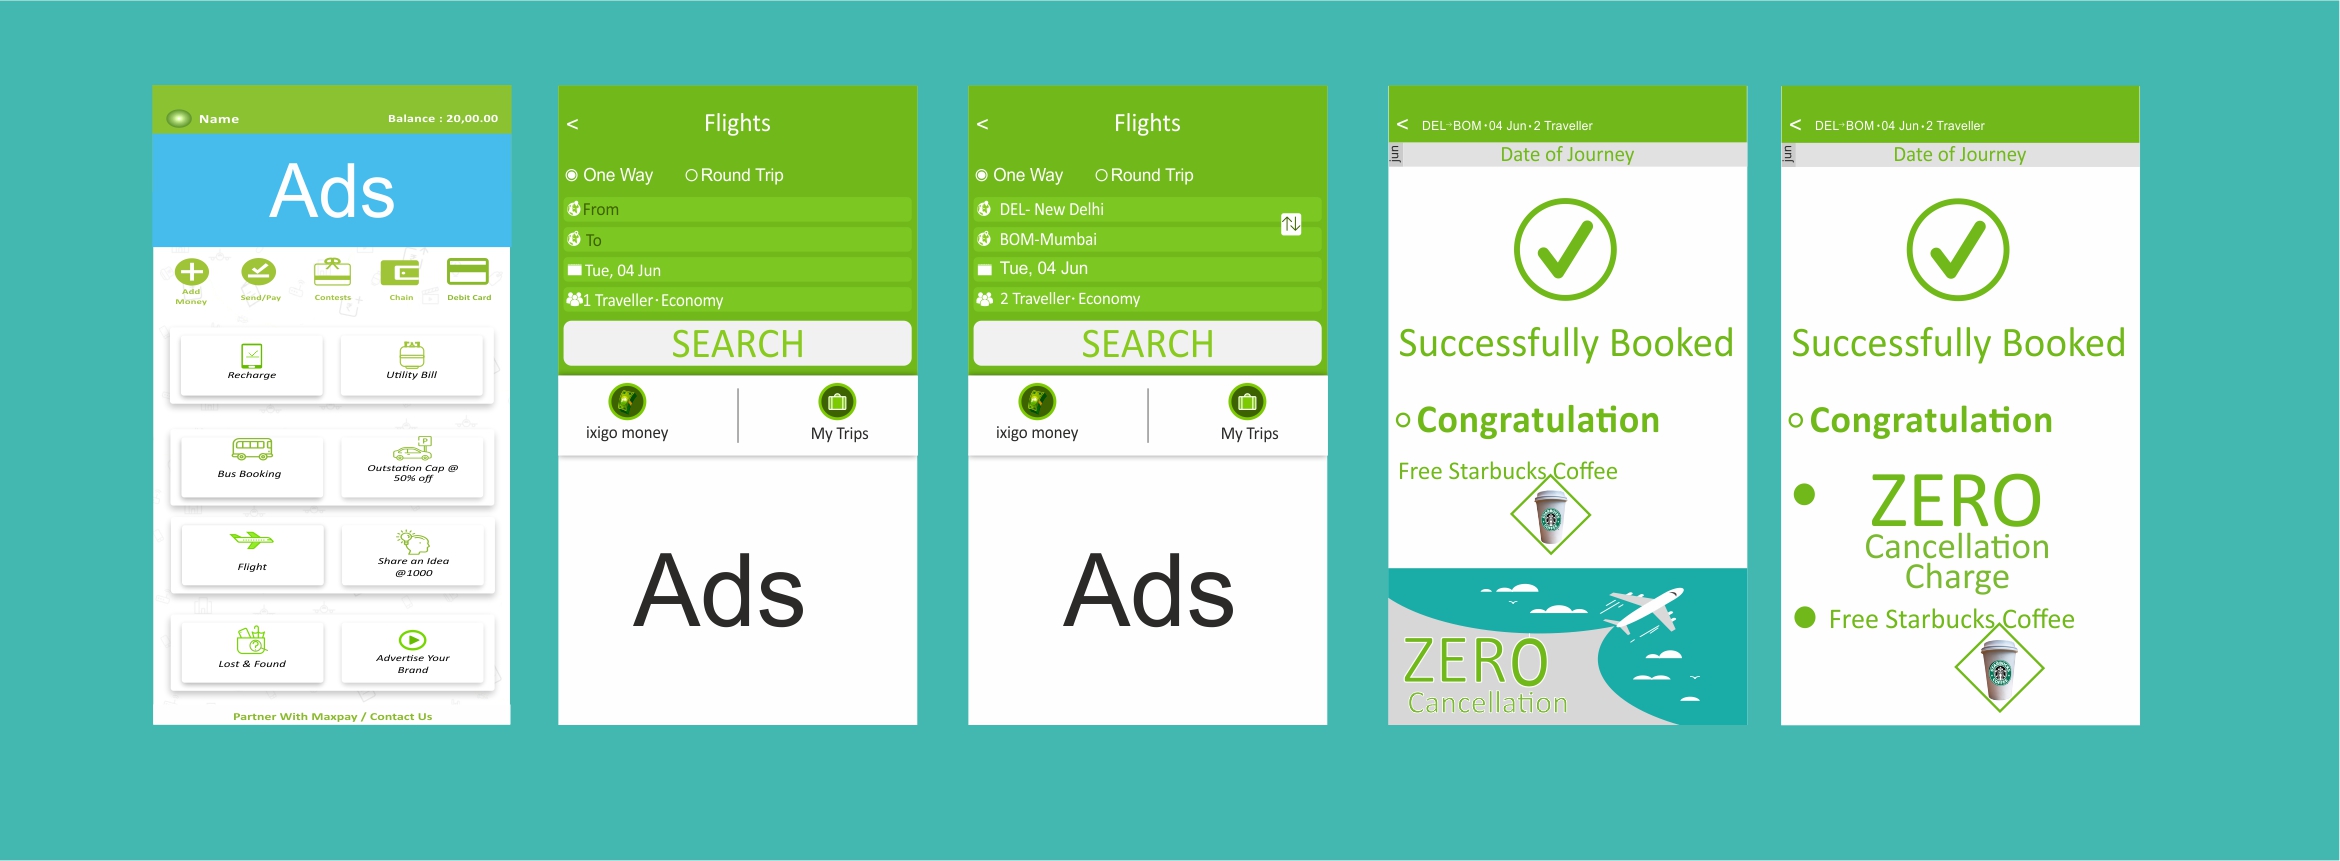 Name
Balance : 20,00.00
Ads
Add
Money
Send/Pay
Contests
Chain
Debit Card
Recharge
Utility Bill
Bus Booking
Outstation Cap @
50% off
Flight
Share an Idea
@1000
Lost & Found
Advertise Your
Brand
Partner With Maxpay / Contact Us
< Flights
One Way
Round Trip
From
To
Tue, 04 Jun
1 Traveller·Economy
SEARCH
ixigo money
My Trips
Ads
< Flights
One Way
Round Trip
DEL- New Delhi
BOM-Mumbai
Tue, 04 Jun
2 Traveller·Economy
SEARCH
ixigo money
My Trips
Ads
< DEL→BOM·04 Jun·2 Traveller
jun
Date of Journey
Successfully Booked
Congratulation
Free Starbucks Coffee
ZERO
Cancellation
< DEL→BOM·04 Jun·2 Traveller
jun
Date of Journey
Successfully Booked
Congratulation
ZERO
Cancellation
Charge
Free Starbucks Coffee